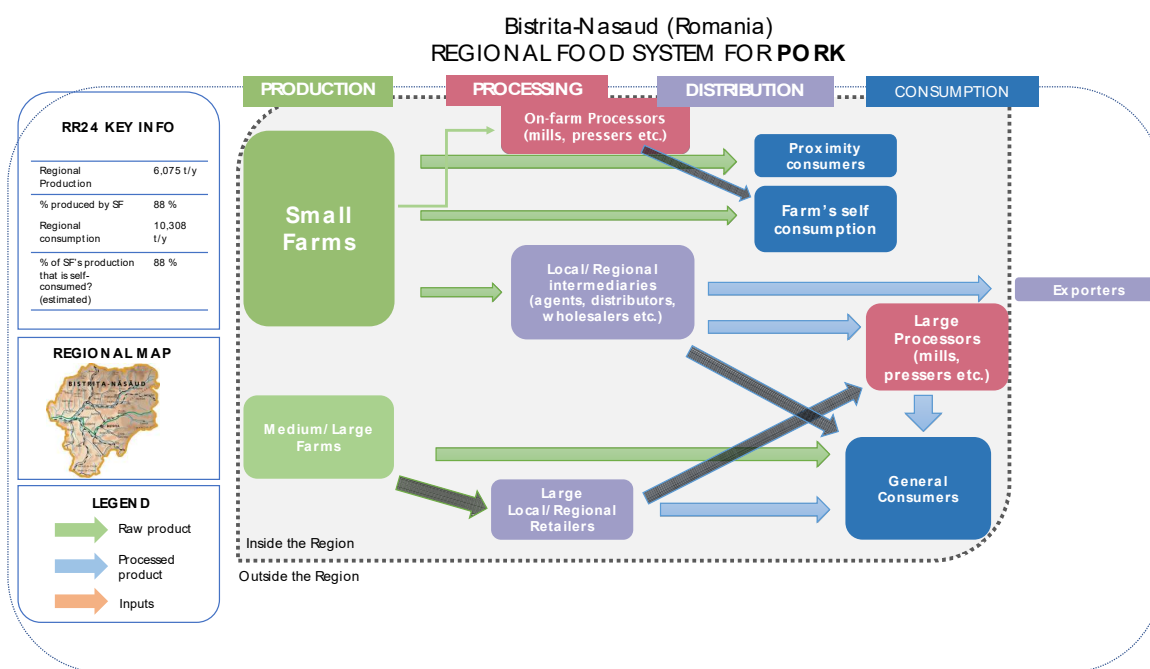 Bistrita-Nasaud (Romania)
REGIONAL FOOD SYSTEM FOR PORK
PRODUCTION
PROCESSING
DISTRIBUTION
CONSUMPTION
RR24 KEY INFO
Regional
Production
6,075 t/y
% produced by SF
88 %
Regional
consumption
10,308
t/y
% of SF's production
that is self-
consumed?
(estimated)
88 %
REGIONAL MAP
BISTRITA-NĂSĂUD
LEGEND
Raw product
Processed
product
Inputs
Small
Farms
Medium/ Large
Farms
On-farm Processors
(mills, pressers etc.)
Local/ Regional
intermediaries
(agents, distributors,
wholesalers etc.)
Large
Local/ Regional
Retailers
Proximity
consumers
Farm's self
consumption
Large
Processors
(mills,
pressers etc.)
General
Consumers
Exporters
Inside the Region
Outside the Region